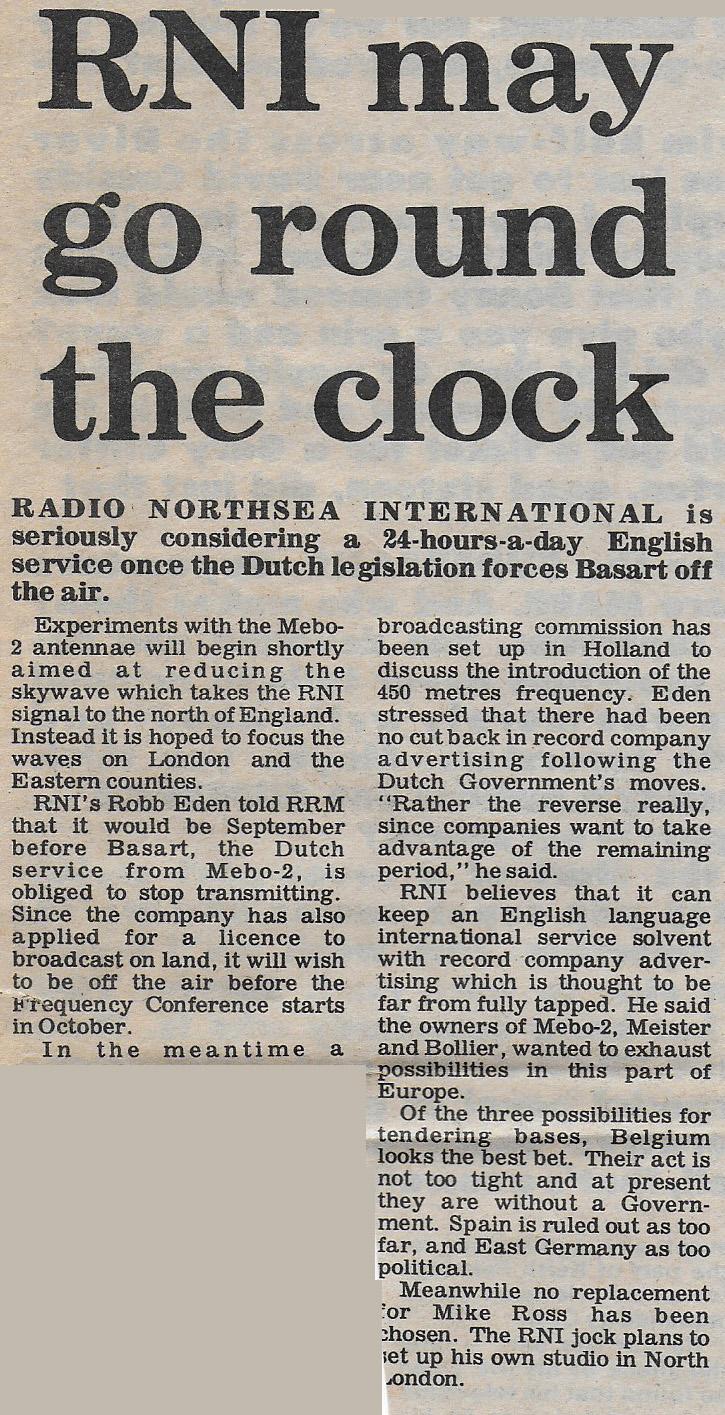 RNI may
go round
the clock
RADIO NORTHSEA INTERNATIONAL is
seriously considering a 24-hours-a-day English
service once the Dutch legislation forces Basart off
the air.
Experiments with the Mebo-
2 antennae will begin shortly
aimed at reducing the
skywave which takes the RNI
signal to the north of England.
Instead it is hoped to focus the
waves on London and the
Eastern counties.
RNI's Robb Eden told RRM
that it would be September
before Basart, the Dutch
service from Mebo-2, is
obliged to stop transmitting.
Since the company has also
applied for a licence to
broadcast on land, it will wish
to be off the air before the
Frequency Conference starts
in October.
In the meantime a
broadcasting commission has
been set up in Holland to
discuss the introduction of the
450 metres frequency. Eden
stressed that there had been
no cut back in record company
advertising following the
Dutch Government's moves.
"Rather the reverse really,
since companies want to take
advantage of the remaining
period," he said.
RNI believes that it can
keep an English language
international service solvent
with record company adver-
tising which is thought to be
far from fully tapped. He said
the owners of Mebo-2, Meister
and Bollier, wanted to exhaust
possibilities in this part of
Europe.
Of the three possibilities for
tendering bases, Belgium
looks the best bet. Their act is
not too tight and at present
they are without a Govern-
ment. Spain is ruled out as too
far, and East Germany as too
political.
Meanwhile no replacement
for Mike Ross has been
chosen. The RNI jock plans to
set up his own studio in North
London.